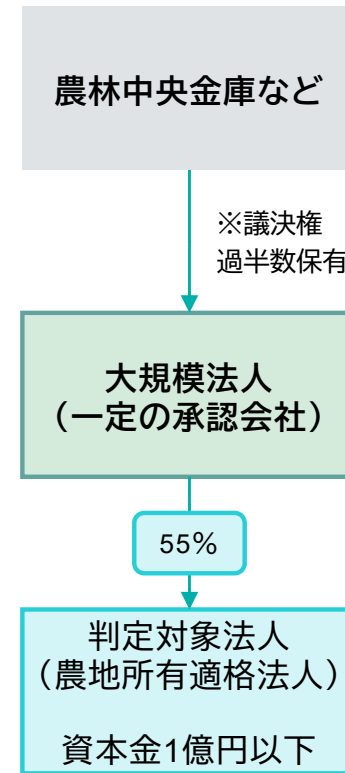 農林中央金庫など
※議決権
過半数保有
大規模法人
（一定の承認会社）
55%
判定対象法人
（農地所有適格法人）
資本金1億円以下